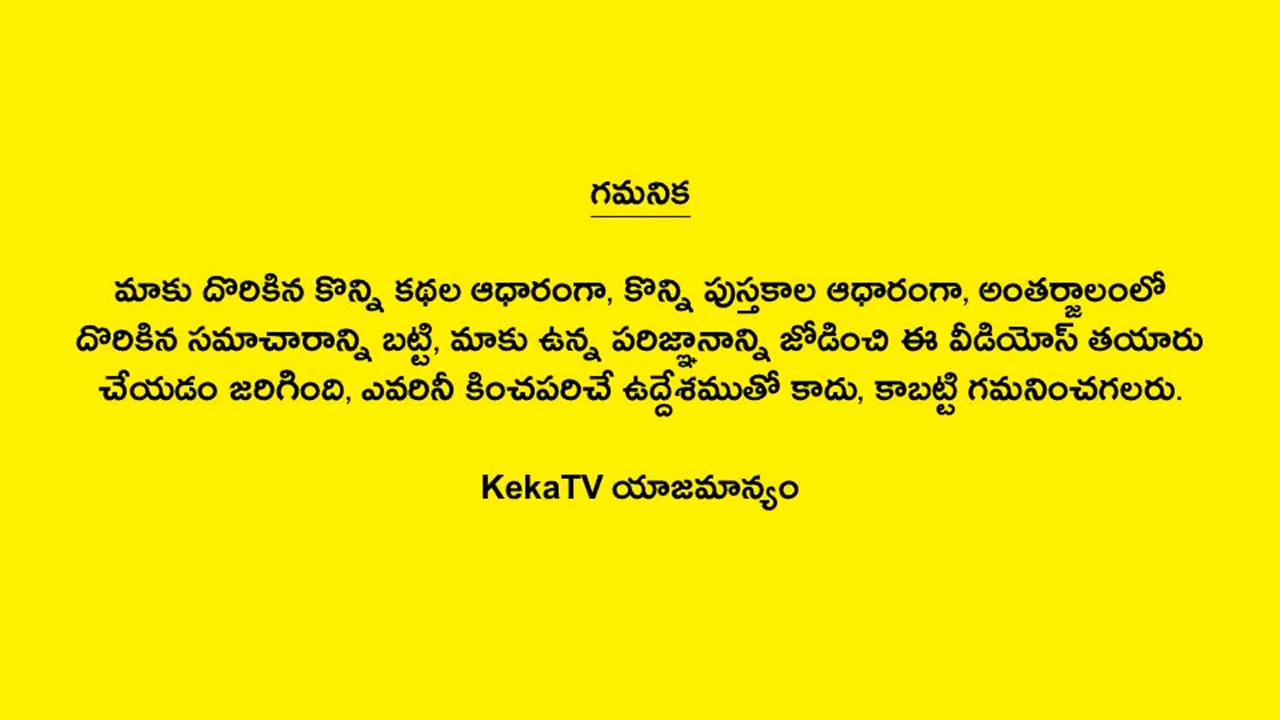 గమనిక
మాకు దొరికిన కొన్ని కథల ఆధారంగా, కొన్ని పుస్తకాల ఆధారంగా, అంతర్జాలంలో
దొరికిన సమాచారాన్ని బట్టి, మాకు ఉన్న పరిజ్ఞానాన్ని జోడించి ఈ వీడియోస్ తయారు
చేయడం జరిగింది, ఎవరినీ కించపరిచే ఉద్దేశముతో కాదు, కాబట్టి గమనించగలరు.
KekaTV యాజమాన్యం